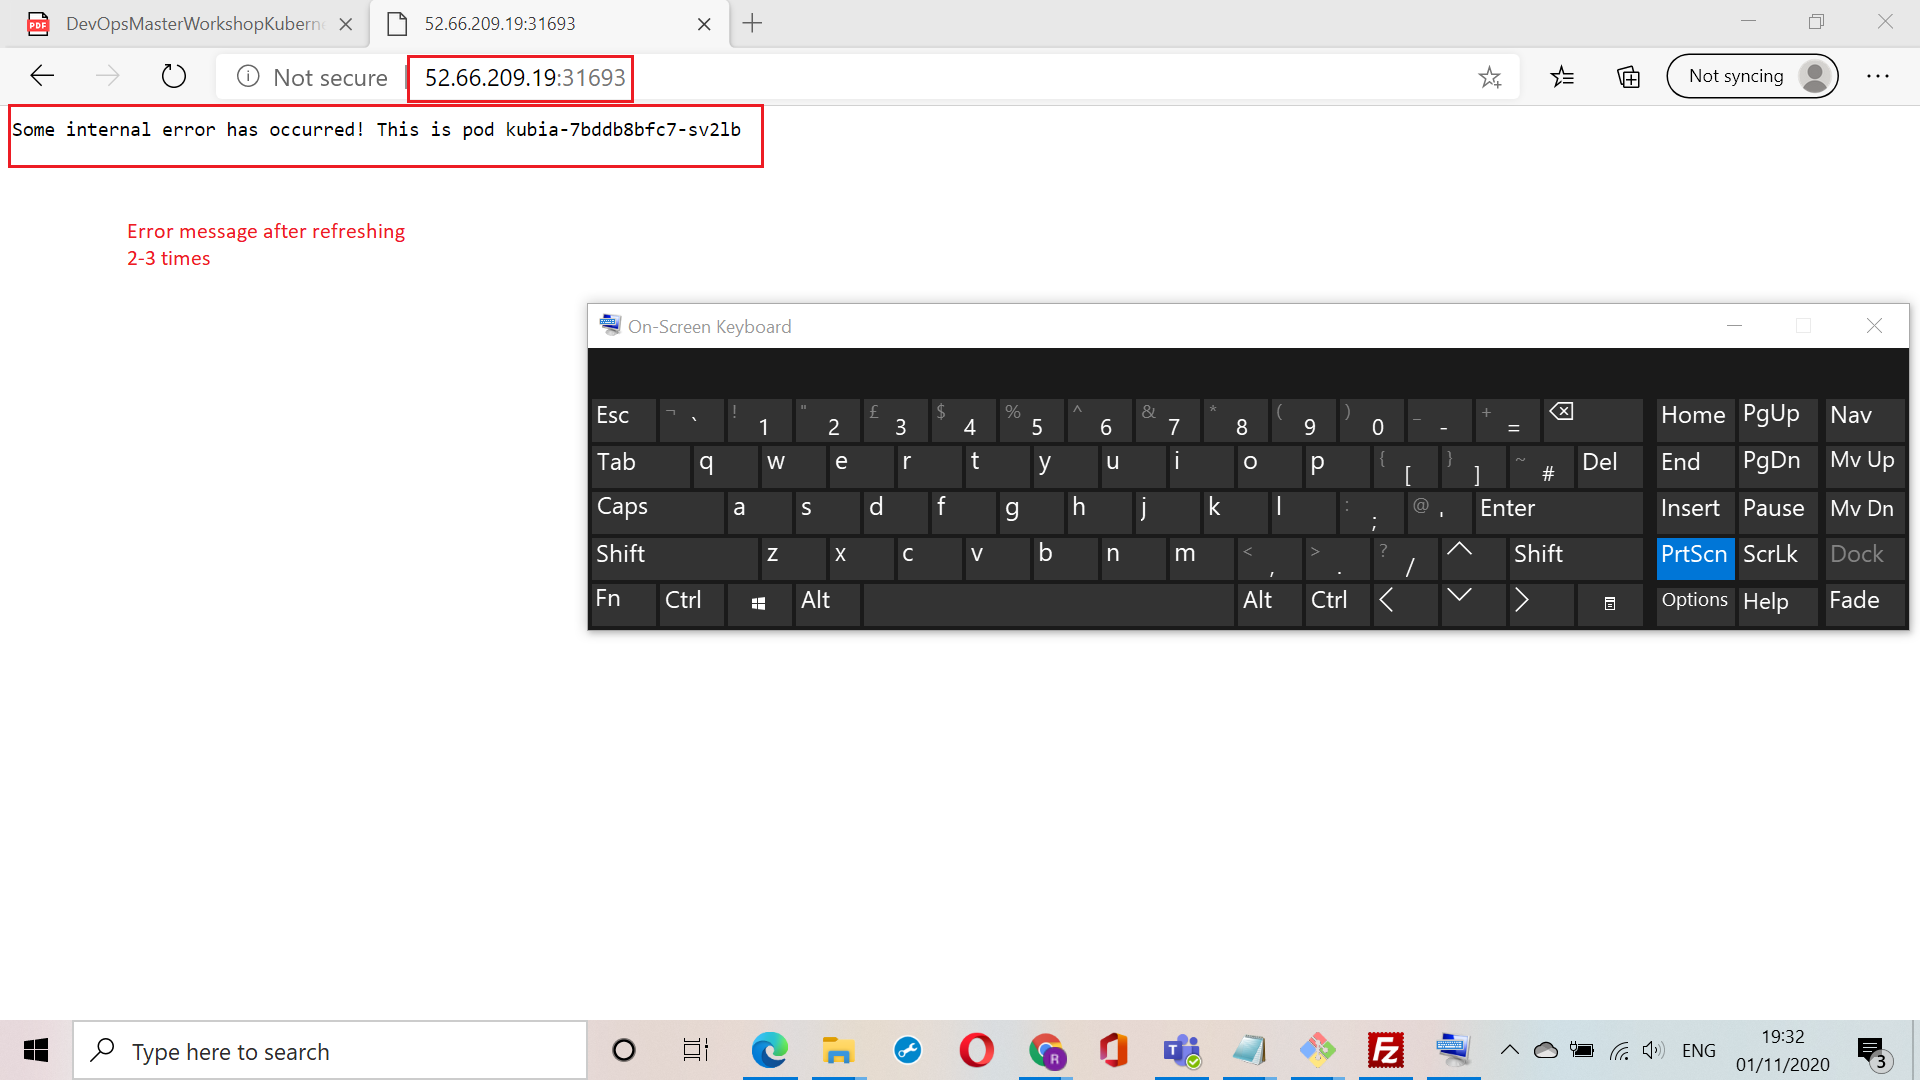 DevOpsMasterWorkshopKuberne
52.66.209.19:31693
Not secure
52.66.209.19:31693
Not syncing
Some internal error has occurred! This is pod kubia-7bddb8bfc7-sv2lb
Error message after refreshing
2-3 times
On-Screen Keyboard
Esc ¬ ` ! 1 " 2 £ 3 $ 4 % 5 ^ 6 & 7 * 8 ( 9 ) 0 _ - + = Home PgUp Nav
Tab q w e r t y u i o p { [ } ] ~ # Del End PgDn Mv Up
Caps a s d f g h j k l : ; @ ' Enter Insert Pause Mv Dn
Shift z x c v b n m < , > . ? / Shift PrtScn ScrLk Dock
Fn Ctrl Alt Alt Ctrl Options Help Fade
Type here to search
ENG
19:32
01/11/2020
3